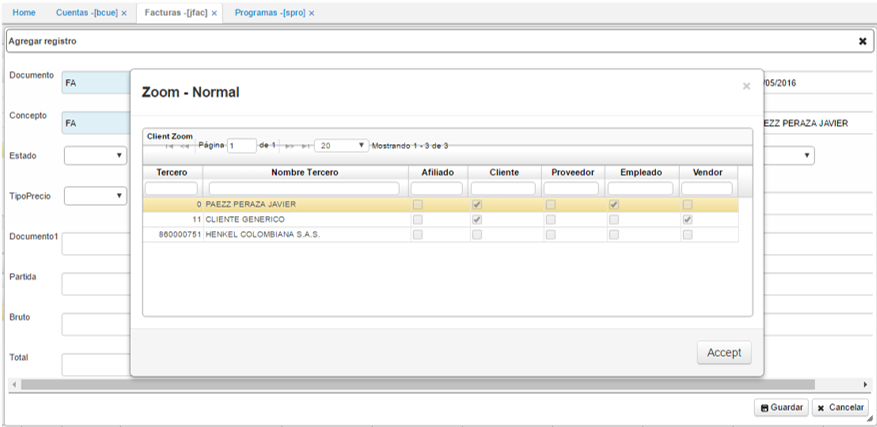 Home Cuentas -[bcue] x Facturas -[jfac] x Programas -[spro] x
Agregar registro
Documento FA /05/2016
Zoom - Normal
Concepto FA EZZ PERAZA JAVIER
Client Zoom
Página 1 de 1 20 Mostrando 1 - 3 de 3
Estado
Tercero Nombre Tercero Afiliado Cliente Proveedor Empleado Vendor
TipoPrecio
0 PAEZZ PERAZA JAVIER
11 CLIENTE GENERICO
860000751 HENKEL COLOMBIANA S.A.S.
Documento1
Partida
Bruto
Total
Accept
Guardar Cancelar